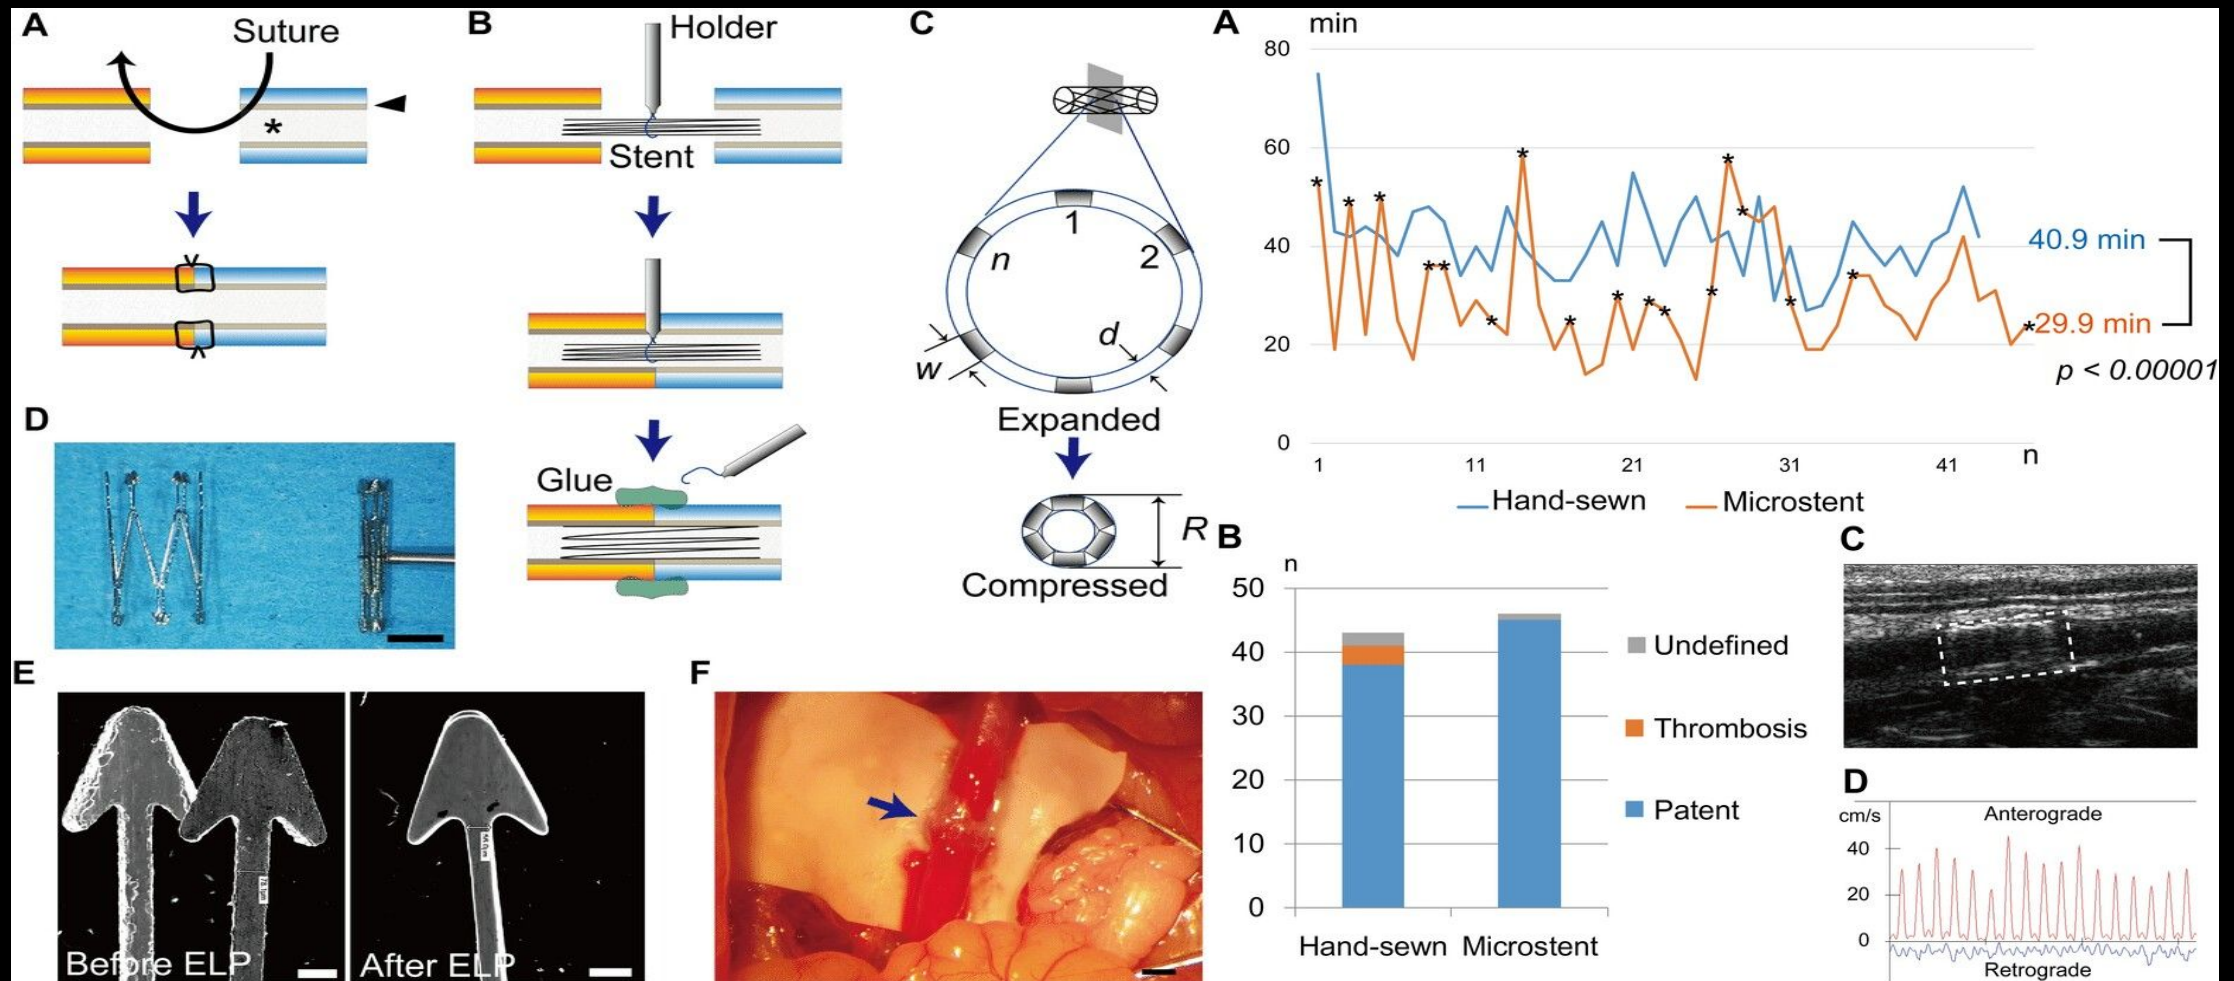 A
Suture
*
B
Holder
Stent
Glue
C
1
2
n
d
w
Expanded
R
Compressed
D
E
Before ELP
After ELP
F
A
min
80
60
40
20
0
1
11
21
31
41
n
* * * ** * * * * * * * * * * * *
40.9 min
29.9 min
p < 0.00001
Hand-sewn
Microstent
B
n
50
40
30
20
10
0
Hand-sewn
Microstent
Undefined
Thrombosis
Patent
C
D
cm/s
Anterograde
40
20
0
Retrograde